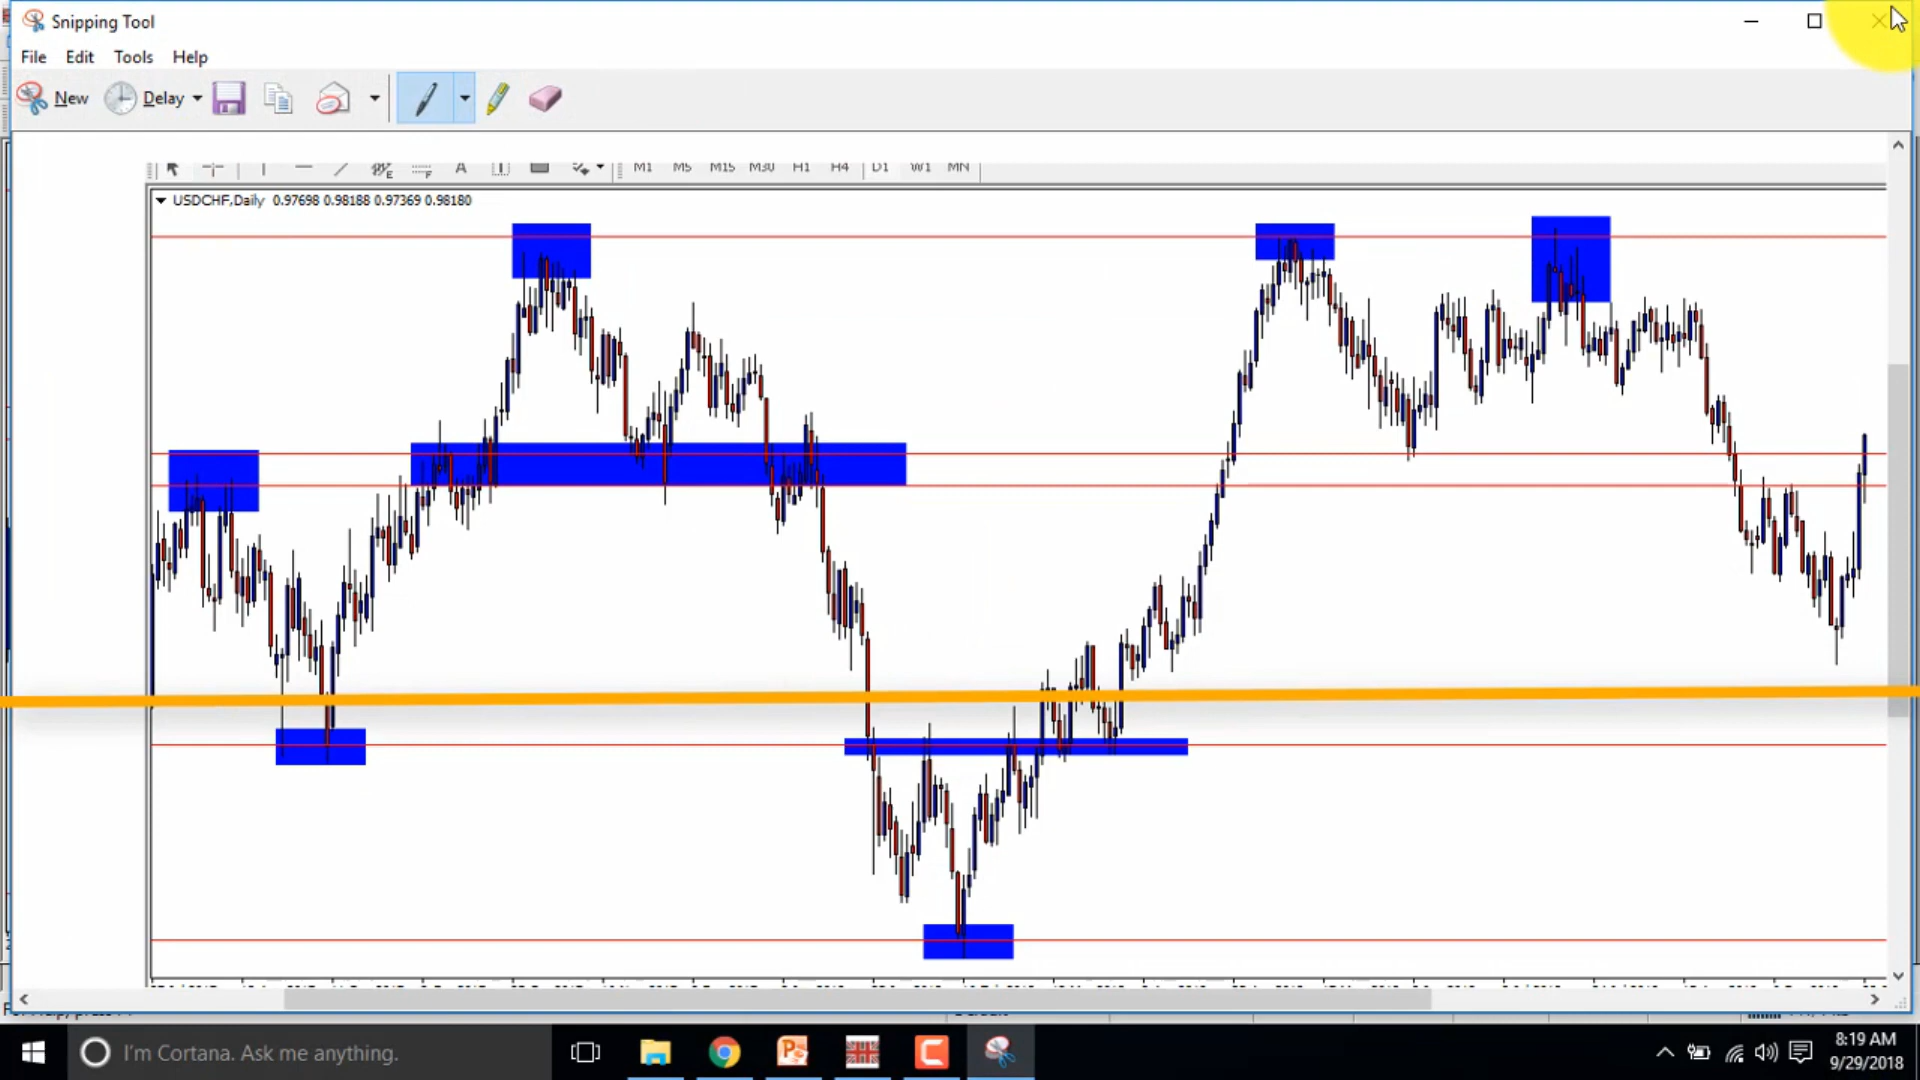 Snipping Tool
File Edit Tools Help
New Delay
A M1 M5 M15 M30 H1 H4 D1 W1 MN
USDCHF,Daily 0.97698 0.98188 0.97369 0.98180
I'm Cortana. Ask me anything.
8:19 AM
9/29/2018